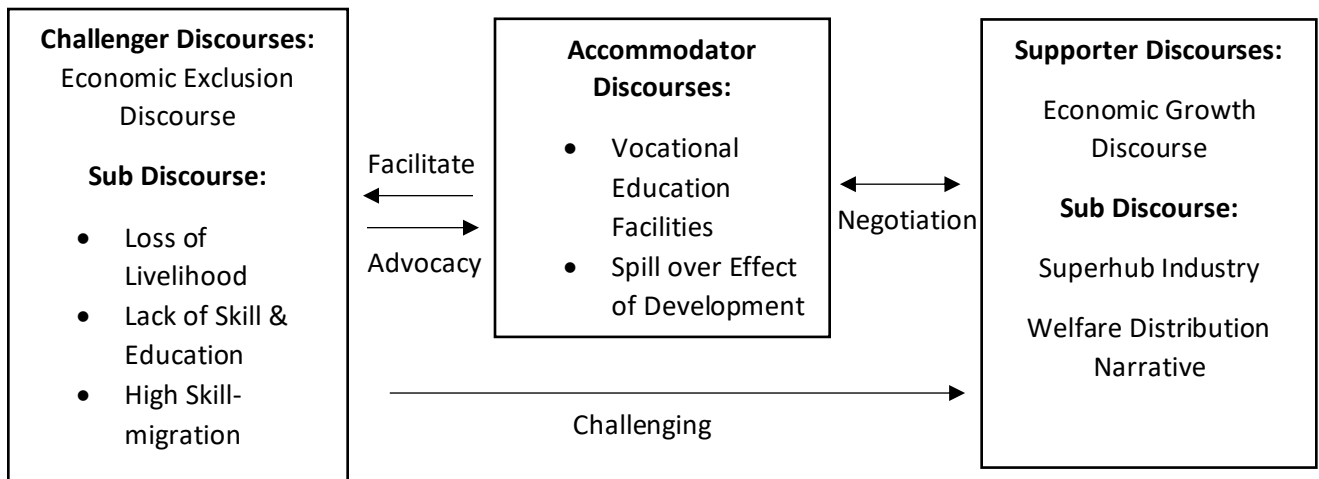 Challenger Discourses:
Economic Exclusion
Discourse
Sub Discourse:
• Loss of
Livelihood
• Lack of Skill &
Education
• High Skill-
migration
Facilitate
Advocacy
Accommodator
Discourses:
• Vocational
Education
Facilities
• Spill over Effect
of Development
Negotiation
Challenging
Supporter Discourses:
Economic Growth
Discourse
Sub Discourse:
Superhub Industry
Welfare Distribution
Narrative